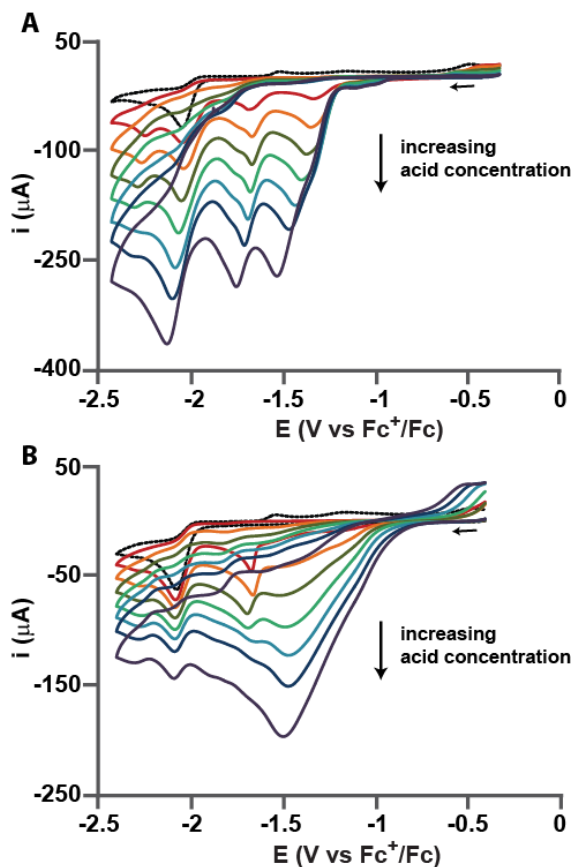 A
50
-100
-250
-400
i (µA)
increasing
acid concentration
-2.5 -2 -1.5 -1 -0.5 0
E (V vs Fc⁺/Fc)
B
50
-50
-150
-250
i (µA)
increasing
acid concentration
-2.5 -2 -1.5 -1 -0.5 0
E (V vs Fc⁺/Fc)